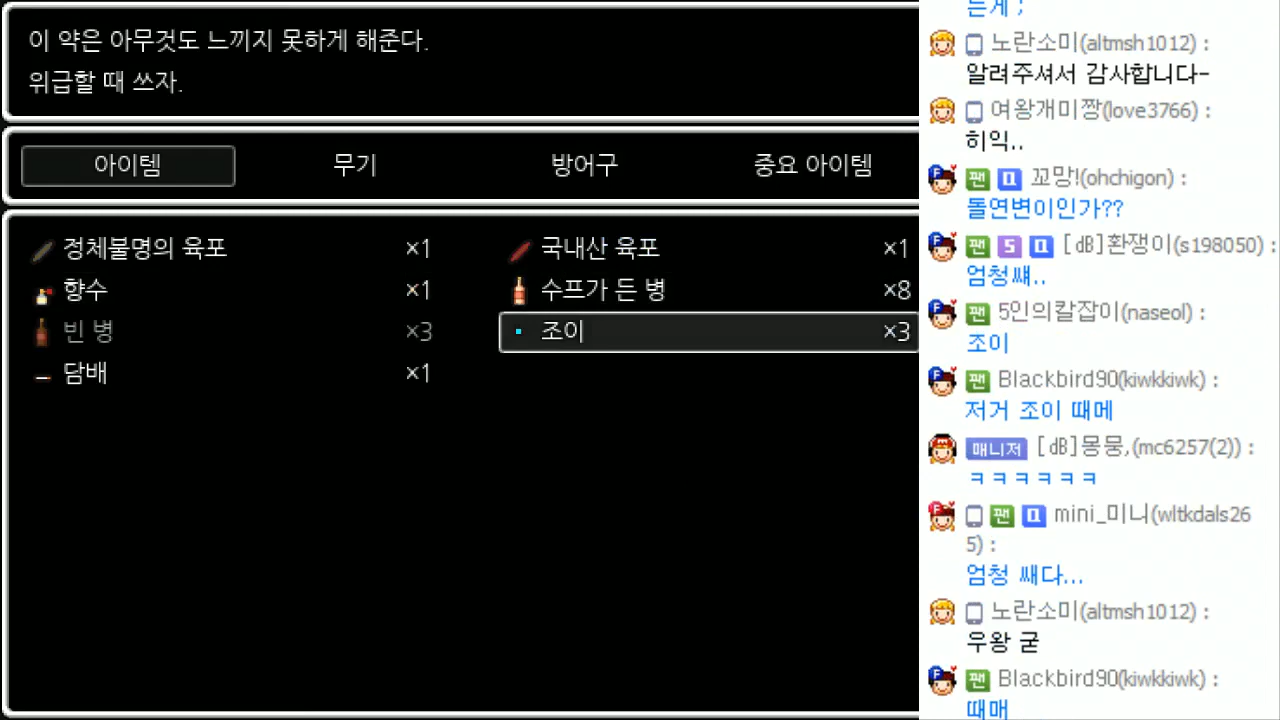 이 약은 아무것도 느끼지 못하게 해준다.
위급할 때 쓰자.
아이템 무기 방어구 중요 아이템
정체불명의 육포 ×1 국내산 육포 ×1
향수 ×1 수프가 든 병 ×8
빈 병 ×3 조이 ×3
담배 ×1
든게 ;
노란소미(altmsh1012) :
알려주셔서 감사합니다~
여왕개미짱(love3766) :
히익..
팬 꼬망!(ohchigon) :
돌연변이인가??
팬 S [dB]환쟁이(s198050) :
엄청쎄..
팬 5인의칼잡이(naseol) :
조이
팬 Blackbird90(kiwkkiwk) :
저거 조이 때메
매니저 [dB]몽뭉,(mc6257(2)) :
ㅋㅋㅋㅋㅋㅋ
팬 mini_미니(wltkdals26
5) :
엄청 쌔다...
노란소미(altmsh1012) :
우왕 굳
팬 Blackbird90(kiwkkiwk) :
때매